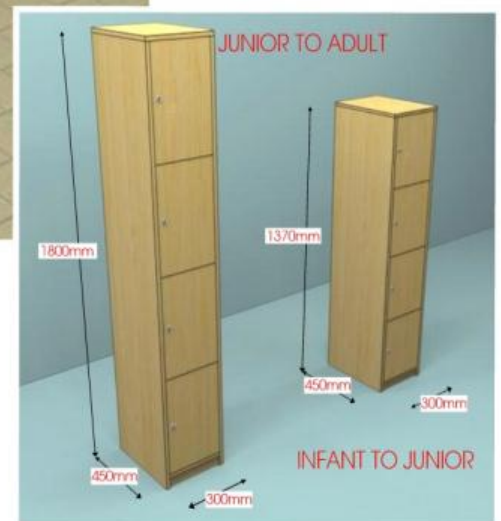 JUNIOR TO ADULT
1800mm
1370mm
450mm
300mm
450mm
300mm
INFANT TO JUNIOR